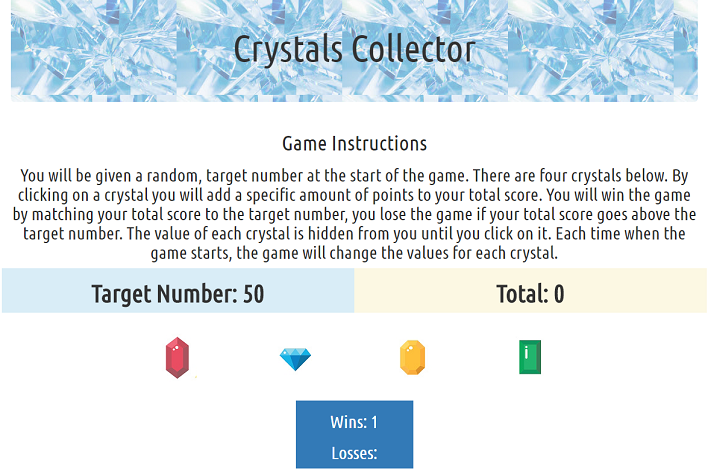 Crystals Collector
Game Instructions
You will be given a random, target number at the start of the game. There are four crystals below. By
clicking on a crystal you will add a specific amount of points to your total score. You will win the game
by matching your total score to the target number, you lose the game if your total score goes above the
target number. The value of each crystal is hidden from you until you click on it. Each time when the
game starts, the game will change the values for each crystal.
Target Number: 50
Total: 0
Wins: 1
Losses: